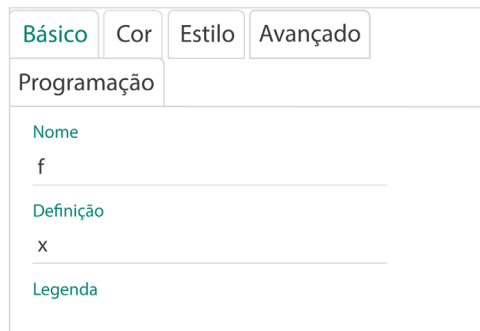 Básico Cor Estilo Avançado
Programação
Nome
f
Definição
x
Legenda